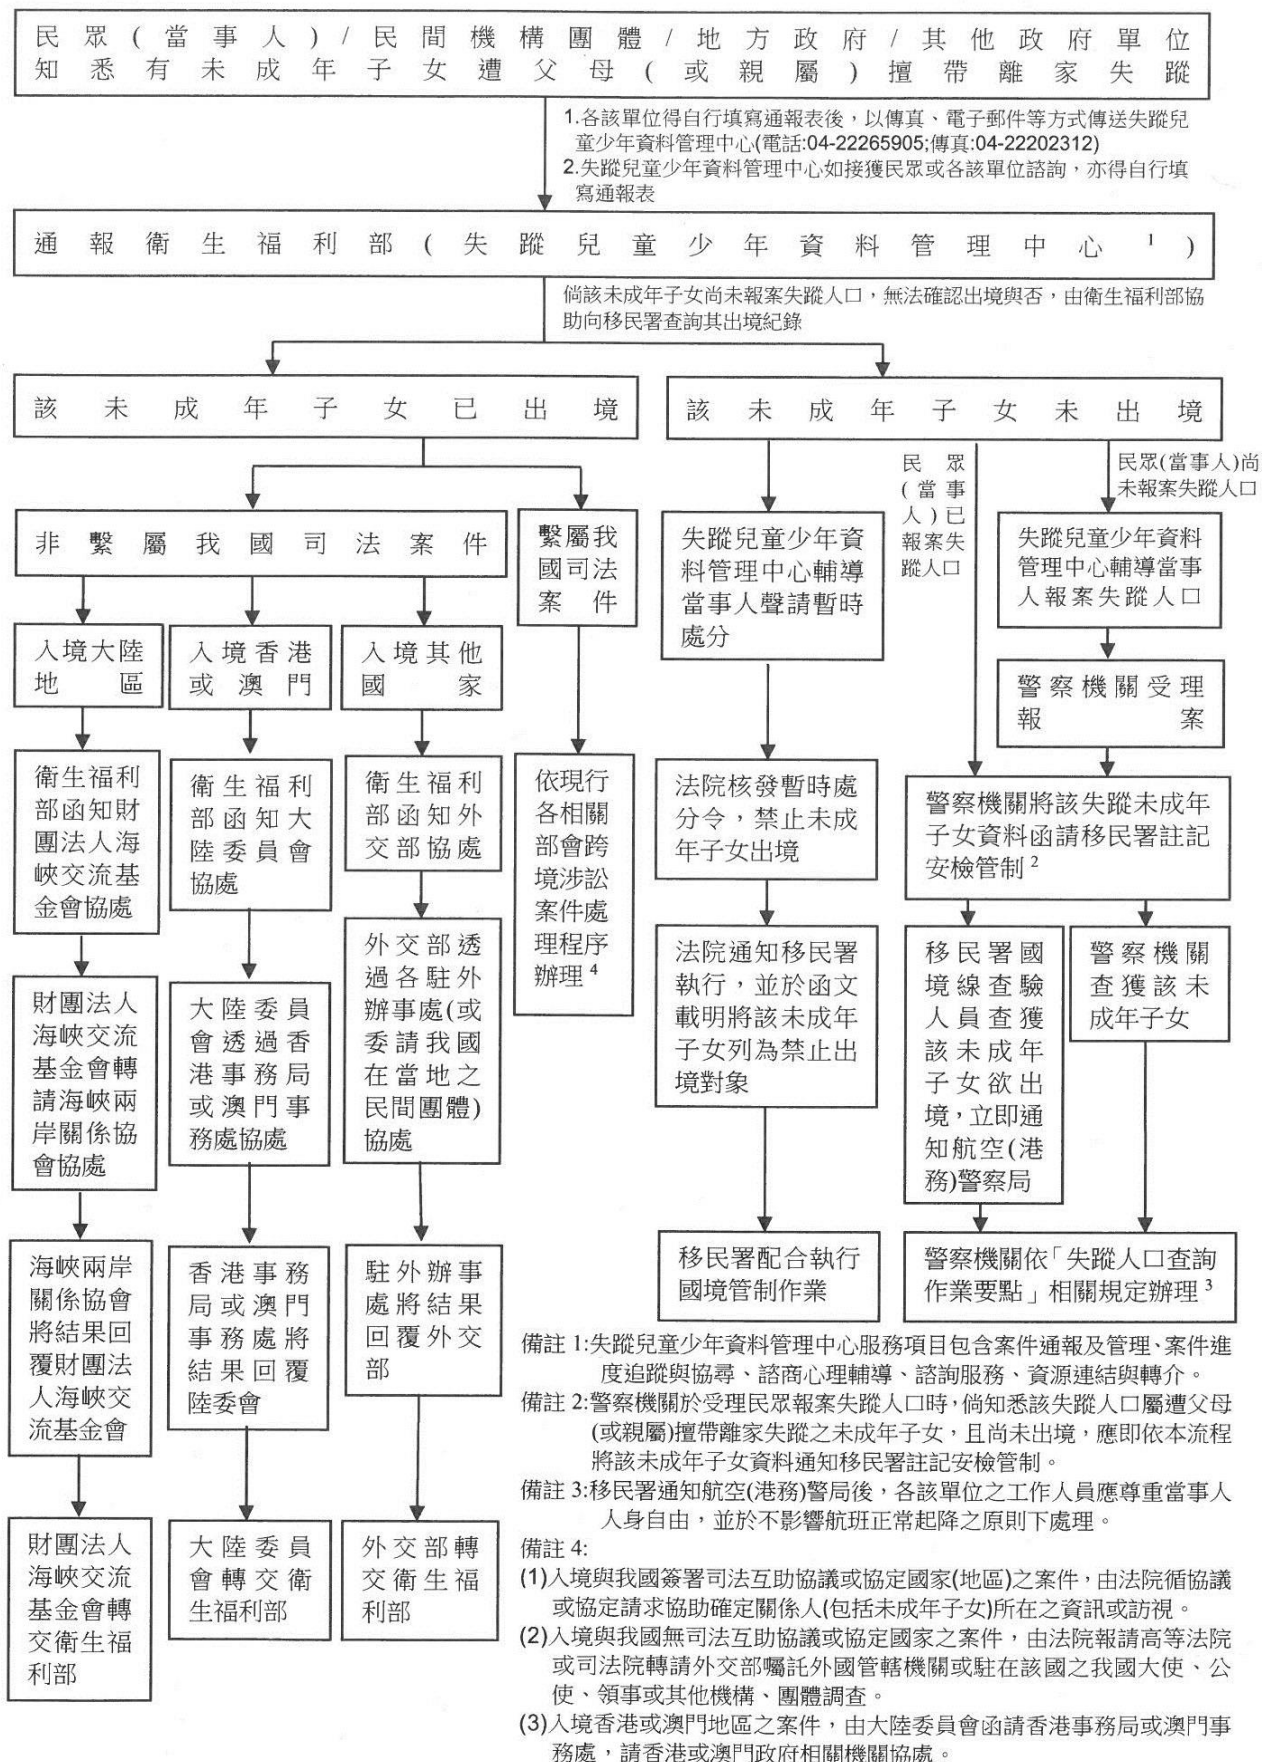 民眾(當事人)/民間機構團體/地方政府/其他政府單位
知悉有未成年子女遭父母(或親屬)擅帶離家失蹤
1.各該單位得自行填寫通報表後，以傳真、電子郵件等方式傳送失蹤兒
童少年資料管理中心(電話:04-22265905;傳真:04-22202312)
2.失蹤兒童少年資料管理中心如接獲民眾或各該單位諮詢，亦得自行填
寫通報表
通報衛生福利部(失蹤兒童少年資料管理中心1)
倘該未成年子女尚未報案失蹤人口，無法確認出境與否，由衛生福利部協
助向移民署查詢其出境紀錄
該未成年子女已出境
該未成年子女未出境
非繫屬我國司法案件
繫屬我
國司法
案件
入境大陸
地區
入境香港
或澳門
入境其他
國家
衛生福利
部函知財
團法人海
峽交流基
金會協處
衛生福利
部函知大
陸委員會
協處
衛生福利
部函知外
交部協處
依現行
各相關
部會跨
境涉訟
案件處
理程序
辦理4
財團法人
海峽交流
基金會轉
請海峽兩
岸關係協
會協處
大陸委員
會透過香
港事務局
或澳門事
務處協處
外交部透
過各駐外
辦事處(或
委請我國
在當地之
民間團體)
協處
海峽兩岸
關係協會
將結果回
覆財團法
人海峽交
流基金會
香港事務
局或澳門
事務處將
結果回覆
陸委會
駐外辦事
處將結果
回覆外交
部
財團法人
海峽交流
基金會轉
交衛生福
利部
大陸委員
會轉交衛
生福利部
外交部轉
交衛生福
利部
失蹤兒童少年資
料管理中心輔導
當事人聲請暫時
處分
法院核發暫時處
分令，禁止未成
年子女出境
法院通知移民署
執行，並於函文
載明將該未成年
子女列為禁止出
境對象
移民署配合執行
國境管制作業
民眾
(當事
人)已
報案失
蹤人口
民眾(當事人)尚
未報案失蹤人口
失蹤兒童少年資料
管理中心輔導當事
人報案失蹤人口
警察機關受理
報案
警察機關將該失蹤未成年
子女資料函請移民署註記
安檢管制2
移民署國
境線查驗
人員查獲
該未成年
子女欲出
境，立即通
知航空(港
務)警察局
警察機關
查獲該未
成年子女
警察機關依「失蹤人口查詢
作業要點」相關規定辦理3
備註 1:失蹤兒童少年資料管理中心服務項目包含案件通報及管理、案件進
度追蹤與協尋、諮商心理輔導、諮詢服務、資源連結與轉介。
備註 2:警察機關於受理民眾報案失蹤人口時，倘知悉該失蹤人口屬遭父母
(或親屬)擅帶離家失蹤之未成年子女，且尚未出境，應即依本流程
將該未成年子女資料通知移民署註記安檢管制。
備註 3:移民署通知航空(港務)警局後，各該單位之工作人員應尊重當事人
人身自由，並於不影響航班正常起降之原則下處理。
備註 4:
(1)入境與我國簽署司法互助協議或協定國家(地區)之案件，由法院循協議
或協定請求協助確定關係人(包括未成年子女)所在之資訊或訪視。
(2)入境與我國無司法互助協議或協定國家之案件，由法院報請高等法院
或司法院轉請外交部囑託外國管轄機關或駐在該國之我國大使、公
使、領事或其他機構、團體調查。
(3)入境香港或澳門地區之案件，由大陸委員會函請香港事務局或澳門事
務處，請香港或澳門政府相關機關協處。